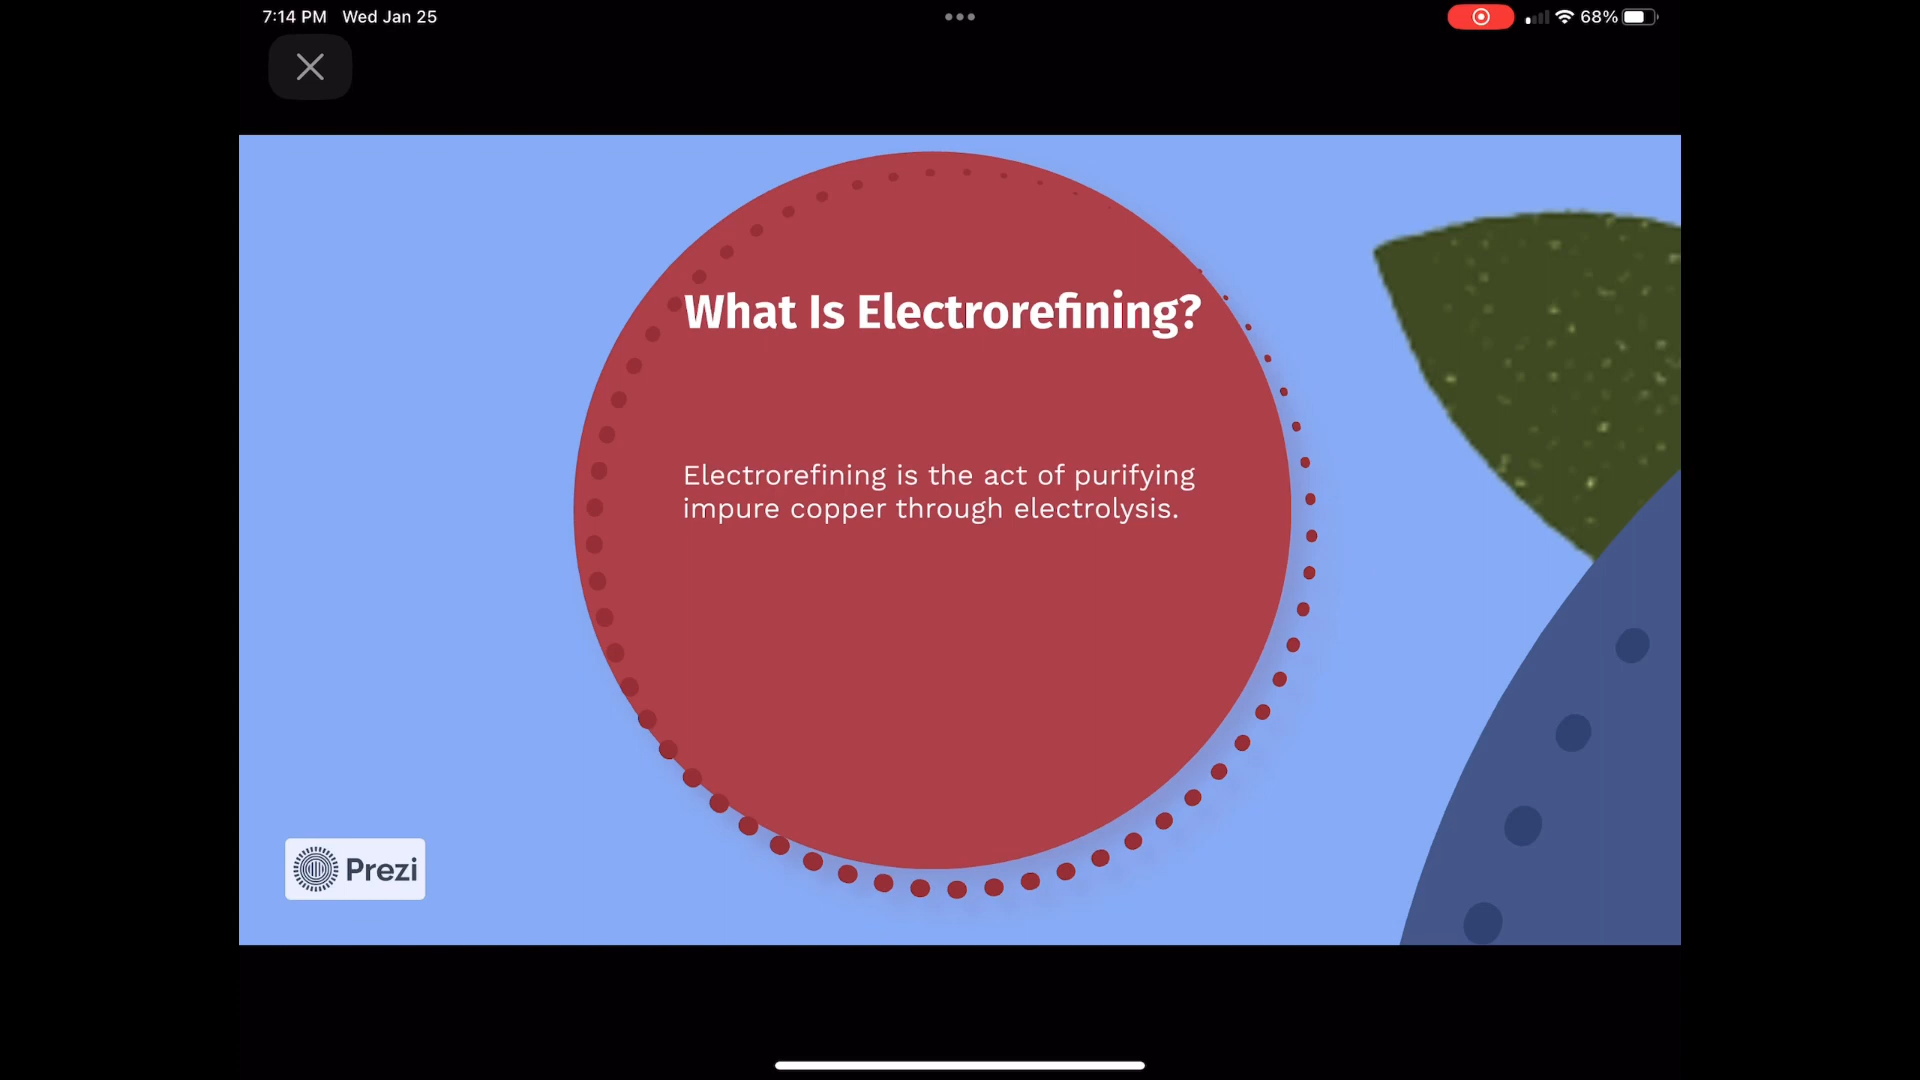 7:14 PM Wed Jan 25
68%
What Is Electrorefining?
Electrorefining is the act of purifying
impure copper through electrolysis.
Prezi